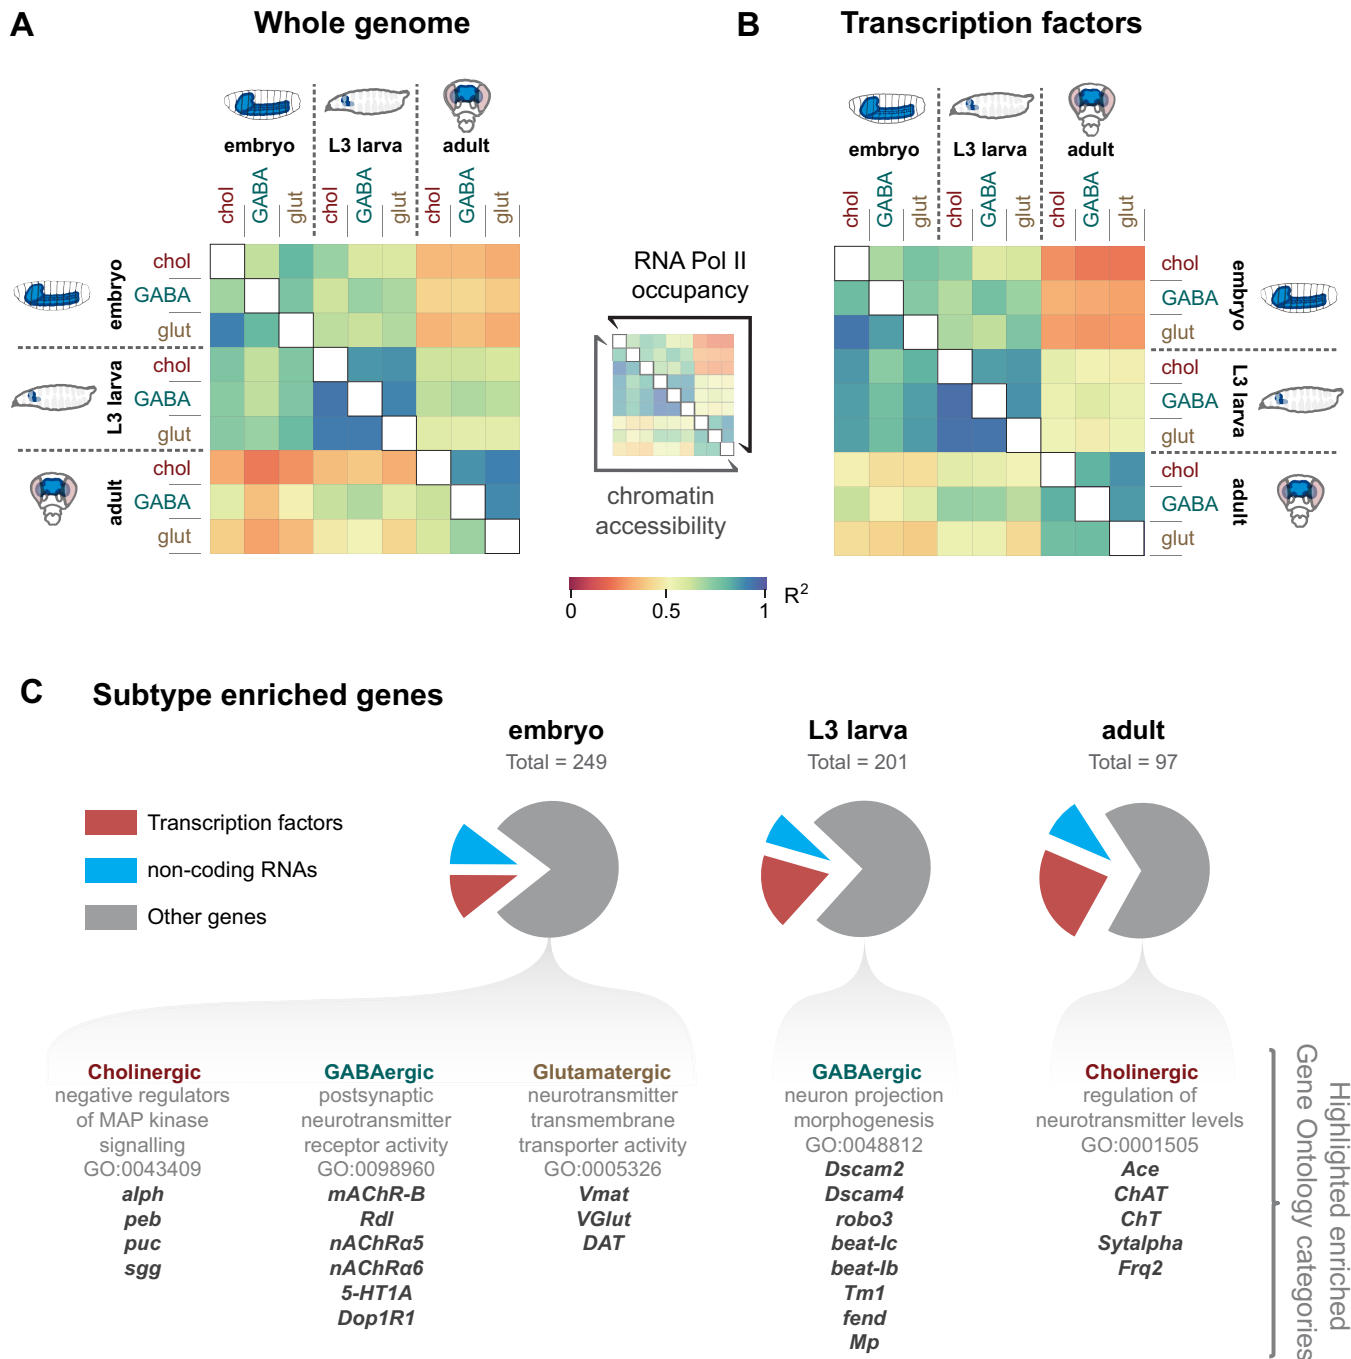 A
Whole genome
embryo
L3 larva
adult
chol
GABA
glut
chol
GABA
glut
chol
GABA
glut
embryo
chol
GABA
glut
L3 larva
chol
GABA
glut
adult
chol
GABA
glut
RNA Pol II
occupancy
chromatin
accessibility
0
0.5
1
R²
B
Transcription factors
embryo
L3 larva
adult
chol
GABA
glut
chol
GABA
glut
chol
GABA
glut
chol
GABA
glut
embryo
chol
GABA
glut
L3 larva
chol
GABA
glut
adult
C
Subtype enriched genes
Transcription factors
non-coding RNAs
Other genes
embryo
Total = 249
L3 larva
Total = 201
adult
Total = 97
Cholinergic
negative regulators
of MAP kinase
signalling
GO:0043409
alph
peb
puc
sgg
GABAergic
postsynaptic
neurotransmitter
receptor activity
GO:0098960
mAChR-B
Rdl
nAChRα5
nAChRα6
5-HT1A
Dop1R1
Glutamatergic
neurotransmitter
transmembrane
transporter activity
GO:0005326
Vmat
VGlut
DAT
GABAergic
neuron projection
morphogenesis
GO:0048812
Dscam2
Dscam4
robo3
beat-Ic
beat-Ib
Tm1
fend
Mp
Cholinergic
regulation of
neurotransmitter levels
GO:0001505
Ace
ChAT
ChT
Sytalpha
Frq2
Highlighted enriched
Gene Ontology categories